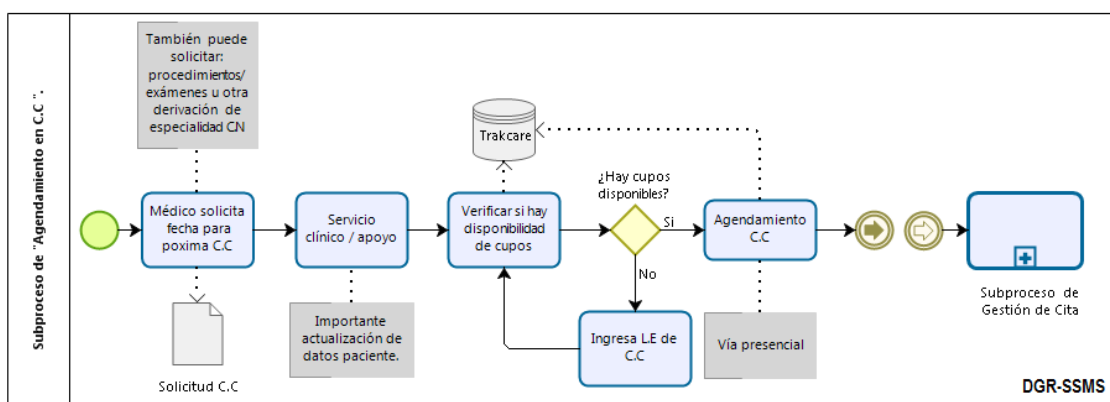 Subproceso de "Agendamiento en C.C ".
También puede
solicitar:
procedimientos/
exámenes u otra
derivación de
especialidad C.N
Médico solicita
fecha para
poxima C.C
Solicitud C.C
Servicio
clínico / apoyo
Importante
actualización de
datos paciente.
Trakcare
Verificar si hay
disponibilidad
de cupos
¿Hay cupos
disponibles?
Si
No
Ingresa L.E de
C.C
Agendamiento
C.C
Vía presencial
Subproceso de
Gestión de Cita
DGR-SSMS